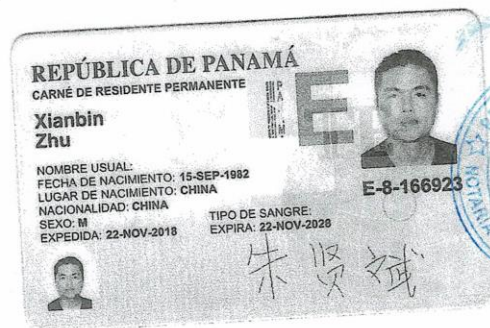 REPÚBLICA DE PANAMÁ
CARNÉ DE RESIDENTE PERMANENTE
Xianbin
Zhu
NOMBRE USUAL:
FECHA DE NACIMIENTO: 15-SEP-1982
LUGAR DE NACIMIENTO: CHINA
NACIONALIDAD: CHINA
SEXO: M
TIPO DE SANGRE:
EXPEDIDA: 22-NOV-2018
EXPIRA: 22-NOV-2028
E
E-8-166923
朱贤斌
NOTARIA